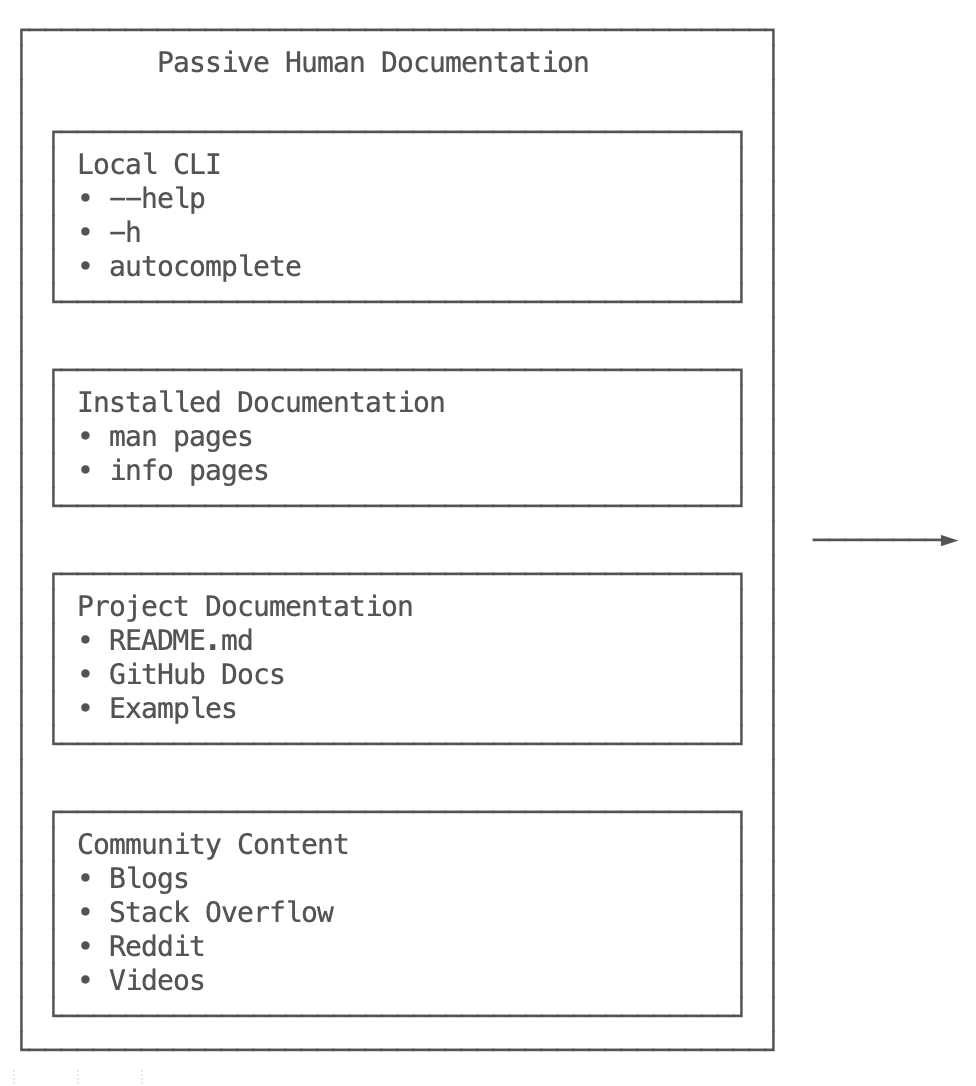 Passive Human Documentation
Local CLI
• --help
• -h
• autocomplete
Installed Documentation
• man pages
• info pages
Project Documentation
• README.md
• GitHub Docs
• Examples
Community Content
• Blogs
• Stack Overflow
• Reddit
• Videos